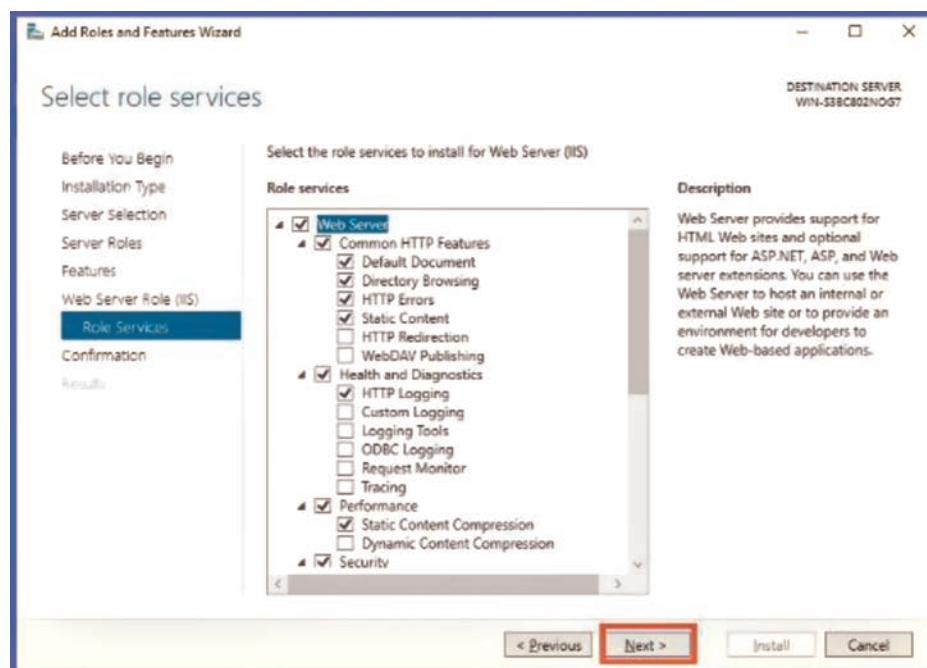 Add Roles and Features Wizard
Select role services
DESTINATION SERVER
WIN-S3BC802NOG7
Before You Begin
Installation Type
Server Selection
Server Roles
Features
Web Server Role (IIS)
Role Services
Confirmation
Results
Select the role services to install for Web Server (IIS)
Role services
Web Server
Common HTTP Features
Default Document
Directory Browsing
HTTP Errors
Static Content
HTTP Redirection
WebDAV Publishing
Health and Diagnostics
HTTP Logging
Custom Logging
Logging Tools
ODBC Logging
Request Monitor
Tracing
Performance
Static Content Compression
Dynamic Content Compression
Security
Description
Web Server provides support for
HTML Web sites and optional
support for ASP.NET, ASP, and Web
server extensions. You can use the
Web Server to host an internal or
external Web site or to provide an
environment for developers to
create Web-based applications.
< Previous
Next >
Install
Cancel